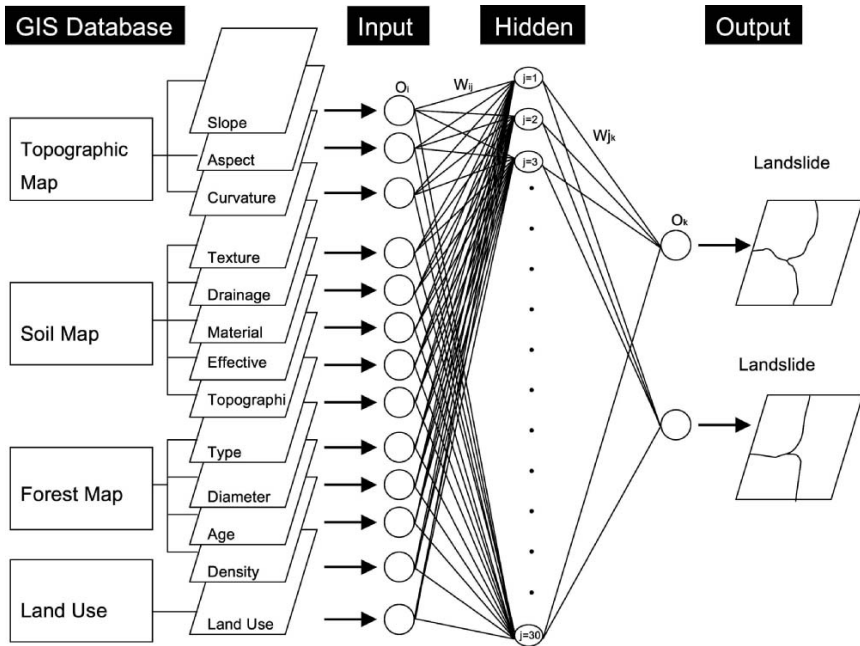 GIS Database
Input
Hidden
Output
Topographic
Map
Slope
Aspect
Curvature
Soil Map
Texture
Drainage
Material
Effective
Topographi
Forest Map
Type
Diameter
Age
Density
Land Use
Land Use
Oi
Wij
j=1
j=2
j=3
j=30
Wjk
Ok
Landslide
Landslide